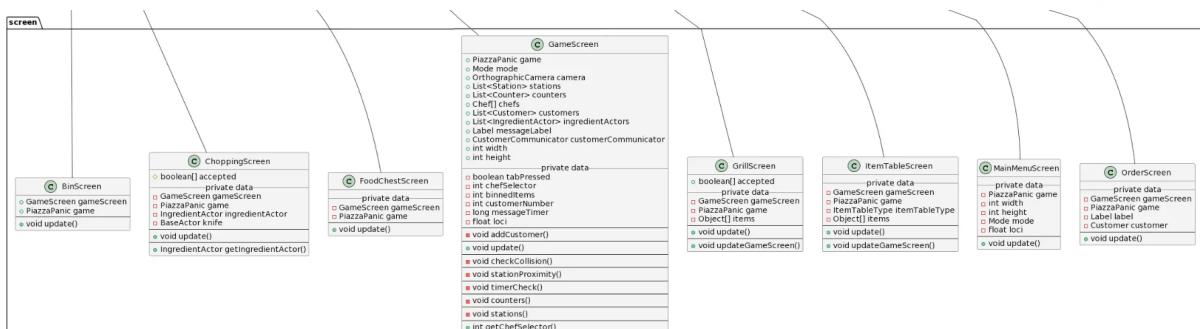 screen
C BinScreen
GameScreen gameScreen
PiazzaPanic game
void update()
C ChoppingScreen
boolean[] accepted
private data
GameScreen gameScreen
PiazzaPanic game
IngredientActor ingredientActor
BaseActor knife
void update()
IngredientActor getIngredientActor()
C FoodChestScreen
private data
GameScreen gameScreen
PiazzaPanic game
void update()
C GameScreen
PiazzaPanic game
Mode mode
OrthographicCamera camera
List<Station> stations
List<Counter> counters
Chef[] chefs
List<Customer> customers
List<IngredientActor> ingredientActors
Label messageLabel
CustomerCommunicator customerCommunicator
int width
int height
private data
boolean tabPressed
int chefSelector
int binnedItems
int customerNumber
long messageTimer
float loci
void addCustomer()
void update()
void checkCollision()
void stationProximity()
void timerCheck()
void counters()
void stations()
int getChefSelector()
C GrillScreen
boolean[] accepted
private data
GameScreen gameScreen
PiazzaPanic game
Object[] items
void update()
void updateGameScreen()
C ItemTableScreen
private data
GameScreen gameScreen
PiazzaPanic game
ItemTableType itemTableType
Object[] items
void update()
void updateGameScreen()
C MainMenuScreen
private data
PiazzaPanic game
int width
int height
Mode mode
float loci
void update()
C OrderScreen
private data
GameScreen gameScreen
PiazzaPanic game
Label label
Customer customer
void update()